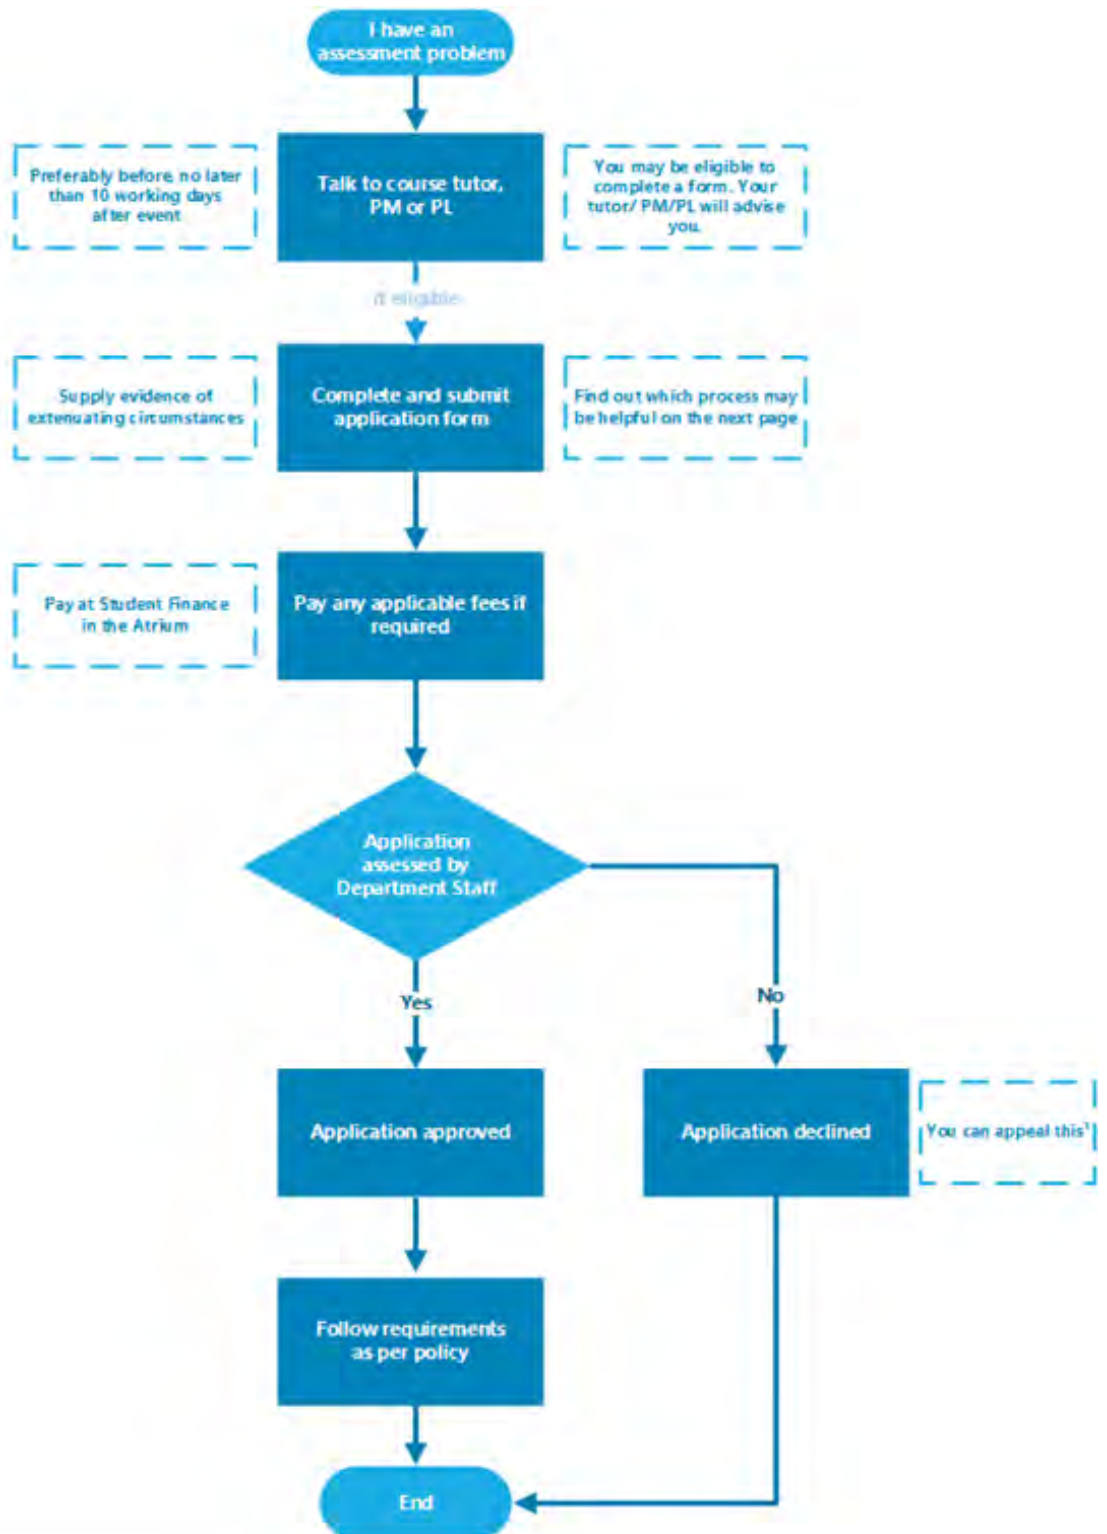 I have an
assessment problem
Preferably before, no later
than 10 working days
after event
Talk to course tutor,
PM or PL
You may be eligible to
complete a form. Your
tutor/ PM/PL will advise
you.
if eligible
Supply evidence of
extenuating circumstances
Complete and submit
application form
Find out which process may
be helpful on the next page
Pay at Student Finance
in the Atrium
Pay any applicable fees if
required
Application
assessed by
Department Staff
Yes
No
Application approved
Application declined
You can appeal this¹
Follow requirements
as per policy
End